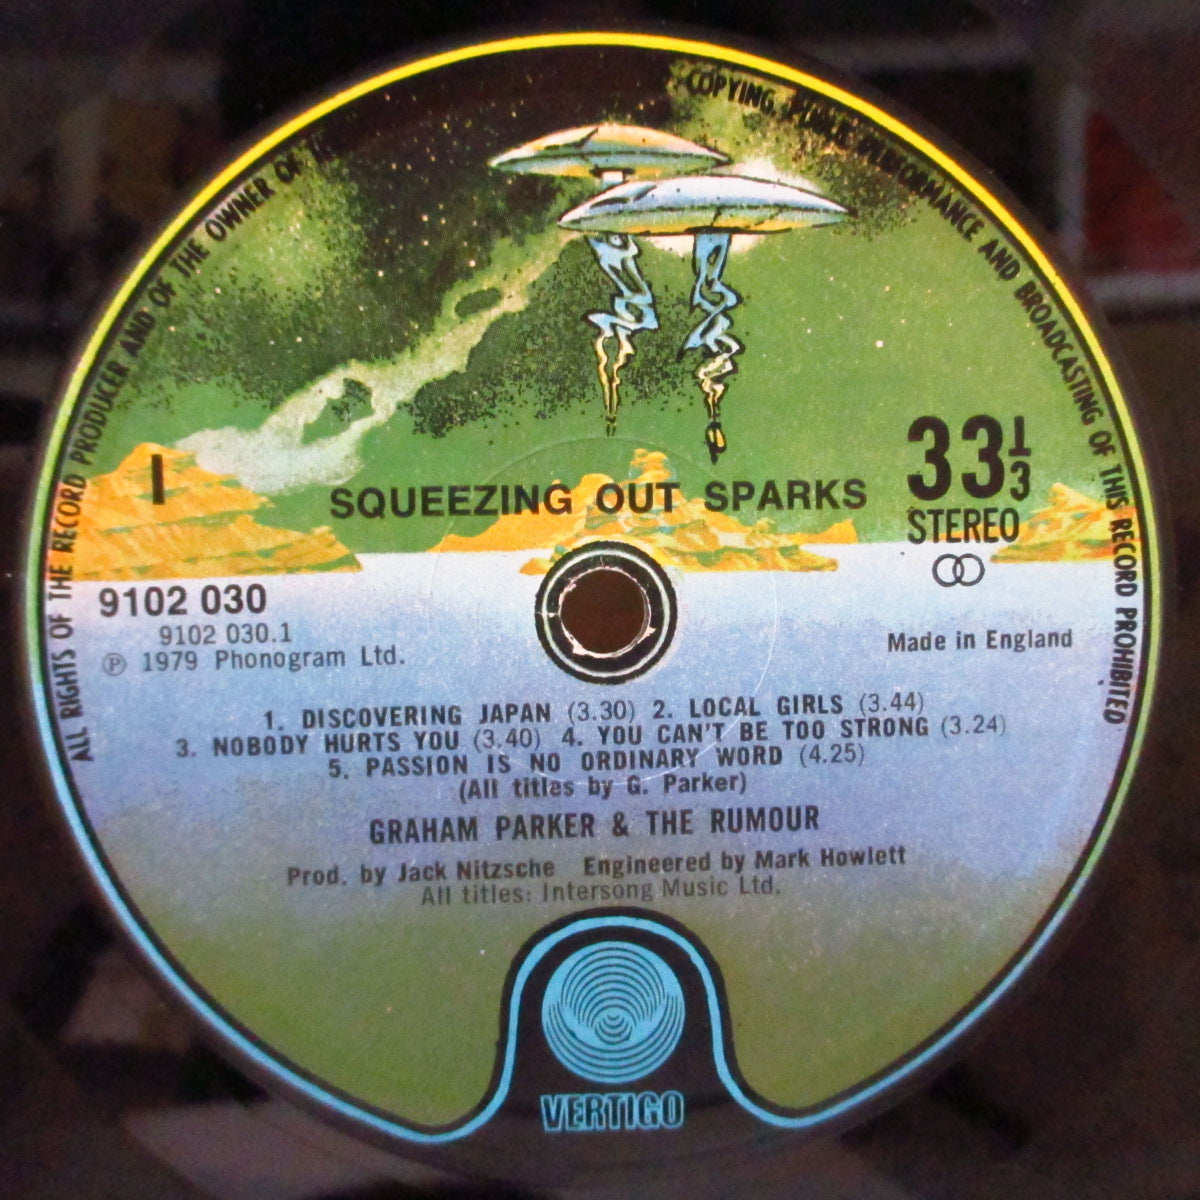 ALL RIGHTS OF THE RECORD PRODUCER AND OF THE OWNER OF
COPYING, PERFORMANCE AND BROADCASTING OF THIS RECORD PROHIBITED
I
SQUEEZING OUT SPARKS
33 1/3
STEREO
9102 030
9102 030.1
℗ 1979 Phonogram Ltd.
Made in England
1. DISCOVERING JAPAN (3.30) 2. LOCAL GIRLS (3.44)
3. NOBODY HURTS YOU (3.40) 4. YOU CAN'T BE TOO STRONG (3.24)
5. PASSION IS NO ORDINARY WORD (4.25)
(All titles by G. Parker)
GRAHAM PARKER & THE RUMOUR
Prod. by Jack Nitzsche Engineered by Mark Howlett
All titles: Intersong Music Ltd.
VERTIGO